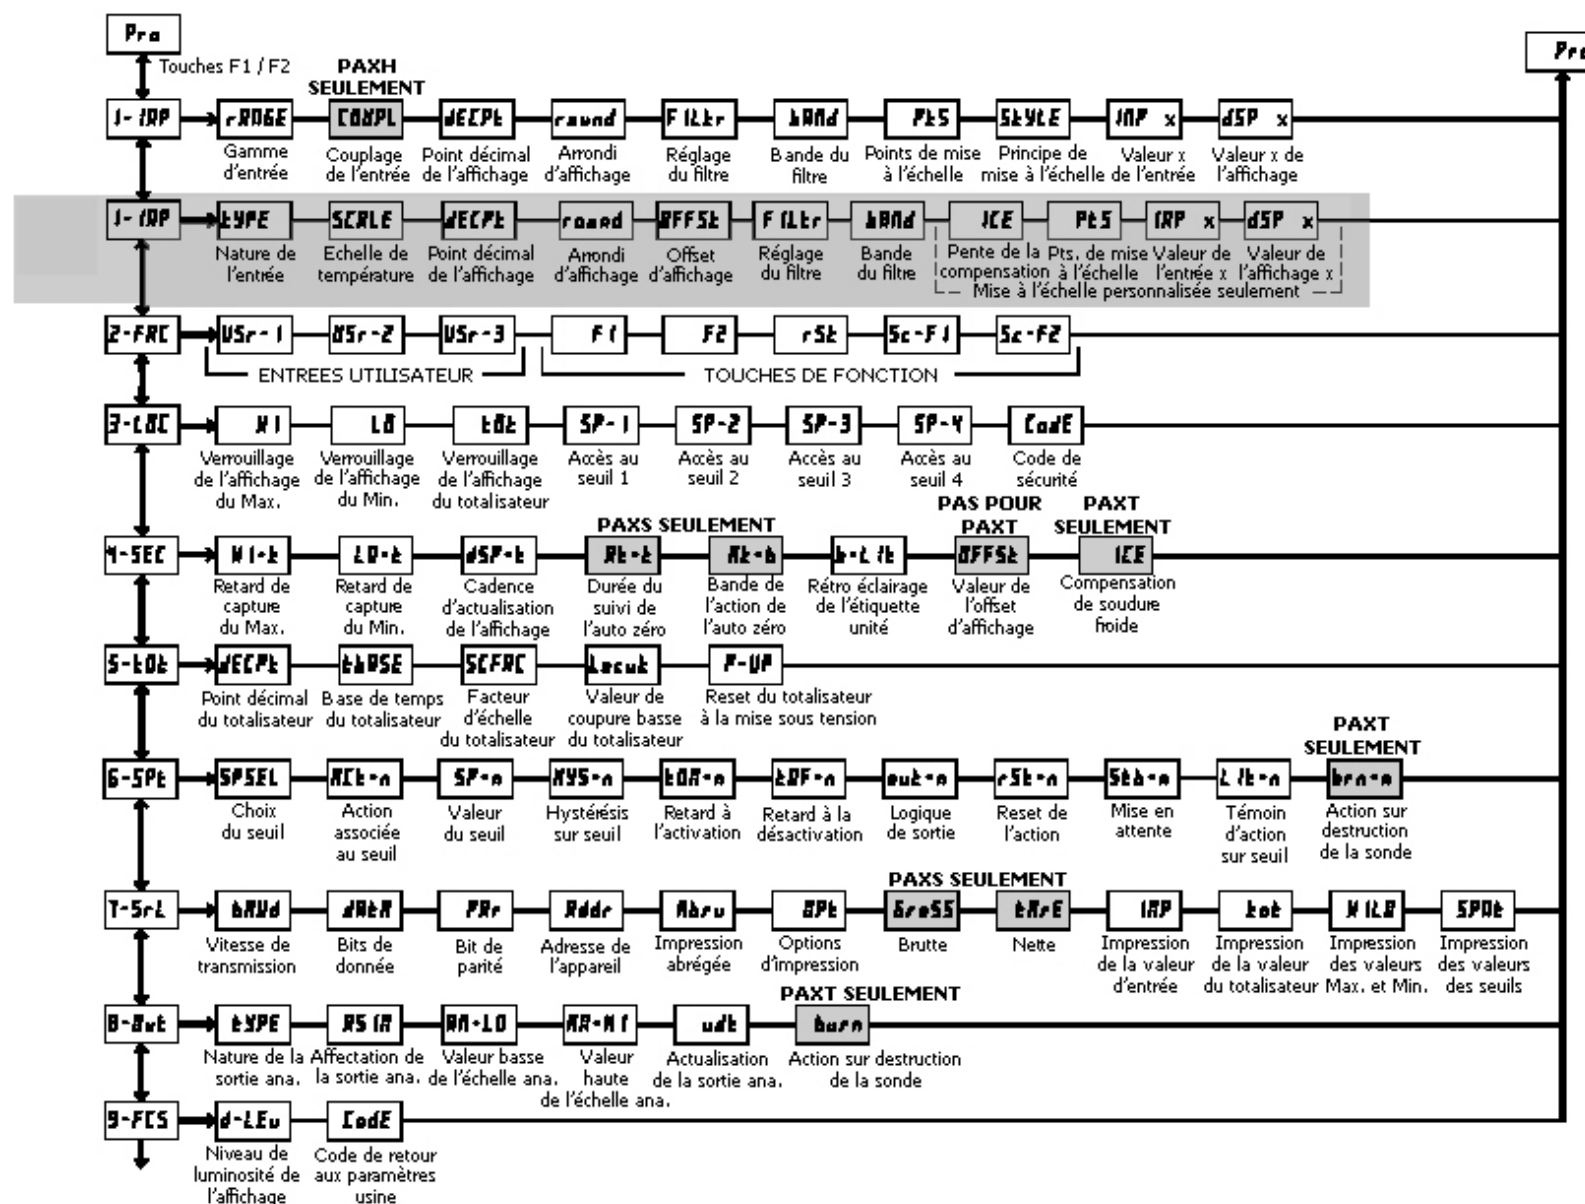 Pro
Pro
Touches F1 / F2
PAXH
SEULEMENT
1-INP rANGE COUPL dECPt round FILtr bANd PtS StYLE INP x dSP x
Gamme d'entrée
Couplage de l'entrée
Point décimal de l'affichage
Arrondi d'affichage
Réglage du filtre
Bande du filtre
Points de mise à l'échelle
Principe de mise à l'échelle
Valeur x de l'entrée
Valeur x de l'affichage
1-INP tYPE SCALE dECPt round OFFSt FILtr bANd ICE PtS INP x dSP x
Nature de l'entrée
Echelle de température
Point décimal de l'affichage
Arrondi d'affichage
Offset d'affichage
Réglage du filtre
Bande du filtre
Pente de la compensation
Pts. de mise à l'échelle
Valeur de l'entrée x
Valeur de l'affichage x
Mise à l'échelle personnalisée seulement
2-FNC USr-1 USr-2 USr-3 F1 F2 rSt Sc-F1 Sc-F2
ENTREES UTILISATEUR
TOUCHES DE FONCTION
3-LOC HI LO tOt SP-1 SP-2 SP-3 SP-4 CodE
Verrouillage de l'affichage du Max.
Verrouillage de l'affichage du Min.
Verrouillage de l'affichage du totalisateur
Accès au seuil 1
Accès au seuil 2
Accès au seuil 3
Accès au seuil 4
Code de sécurité
PAXS SEULEMENT
PAS POUR PAXT
PAXT SEULEMENT
4-SEC HI-t LO-t dSP-t At-t At-b b-LIt OFFSt ICE
Retard de capture du Max.
Retard de capture du Min.
Cadence d'actualisation de l'affichage
Durée du suivi de l'auto zéro
Bande de l'action de l'auto zéro
Rétro éclairage de l'étiquette unité
Valeur de l'offset d'affichage
Compensation de soudure froide
5-tOt dECPt tbASE SCFAC Locut P-UP
Point décimal du totalisateur
Base de temps du totalisateur
Facteur d'échelle du totalisateur
Valeur de coupure basse du totalisateur
Reset du totalisateur à la mise sous tension
PAXT SEULEMENT
6-SPt SPSEL ACt-n SP-n HYS-n tON-n tOF-n out-n rSt-n Stb-n LIt-n brn-n
Choix du seuil
Action associée au seuil
Valeur du seuil
Hystérésis sur seuil
Retard à l'activation
Retard à la désactivation
Logique de sortie
Reset de l'action
Mise en attente
Témoin d'action sur seuil
Action sur destruction de la sonde
PAXS SEULEMENT
7-SrL bAUd dAtA PAr Addr Abrv OPt GroSS tArE INP tot HILO SPNt
Vitesse de transmission
Bits de donnée
Bit de parité
Adresse de l'appareil
Impression abrégée
Options d'impression
Brutte
Nette
Impression de la valeur d'entrée
Impression de la valeur du totalisateur
Impression des valeurs Max. et Min.
Impression des valeurs des seuils
PAXT SEULEMENT
8-Out tYPE ASIN AN-LO AN-HI udt burn
Nature de la sortie ana.
Affectation de la sortie ana.
Valeur basse de l'échelle ana.
Valeur haute de l'échelle ana.
Actualisation de la sortie ana.
Action sur destruction de la sonde
9-FCS d-LEv CodE
Niveau de luminosité de l'affichage
Code de retour aux paramètres usine